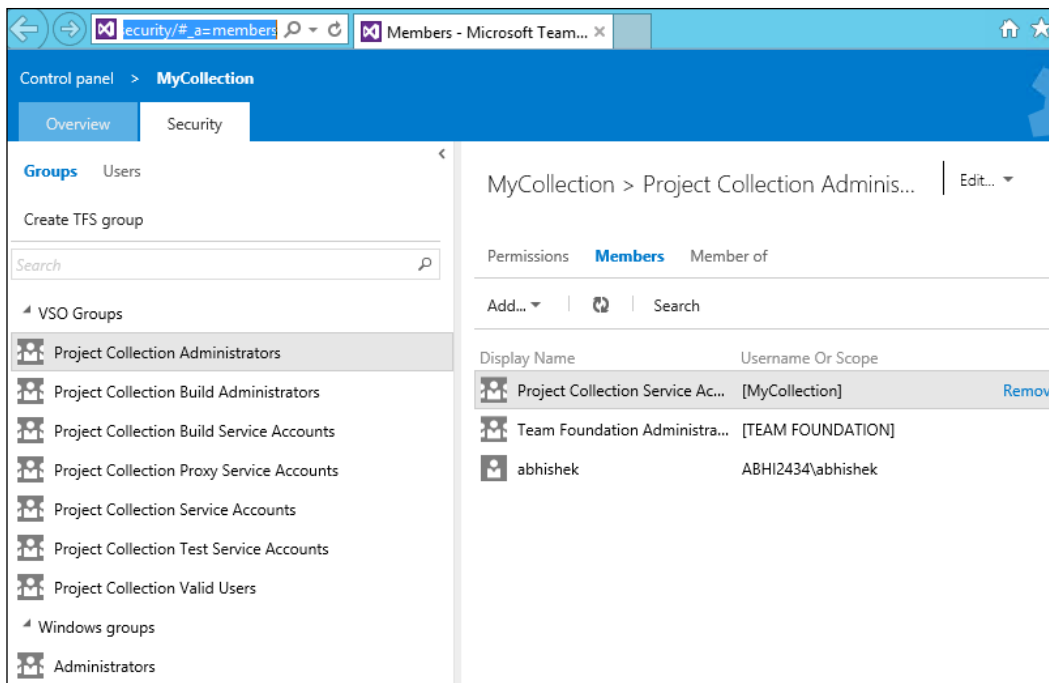 ecurity/#_a=members
Members - Microsoft Team...
Control panel > MyCollection
Overview Security
Groups Users
Create TFS group
Search
VSO Groups
Project Collection Administrators
Project Collection Build Administrators
Project Collection Build Service Accounts
Project Collection Proxy Service Accounts
Project Collection Service Accounts
Project Collection Test Service Accounts
Project Collection Valid Users
Windows groups
Administrators
MyCollection > Project Collection Adminis... Edit...
Permissions Members Member of
Add... Search
Display Name Username Or Scope
Project Collection Service Ac... [MyCollection] Remov
Team Foundation Administra... [TEAM FOUNDATION]
abhishek ABHI2434\abhishek